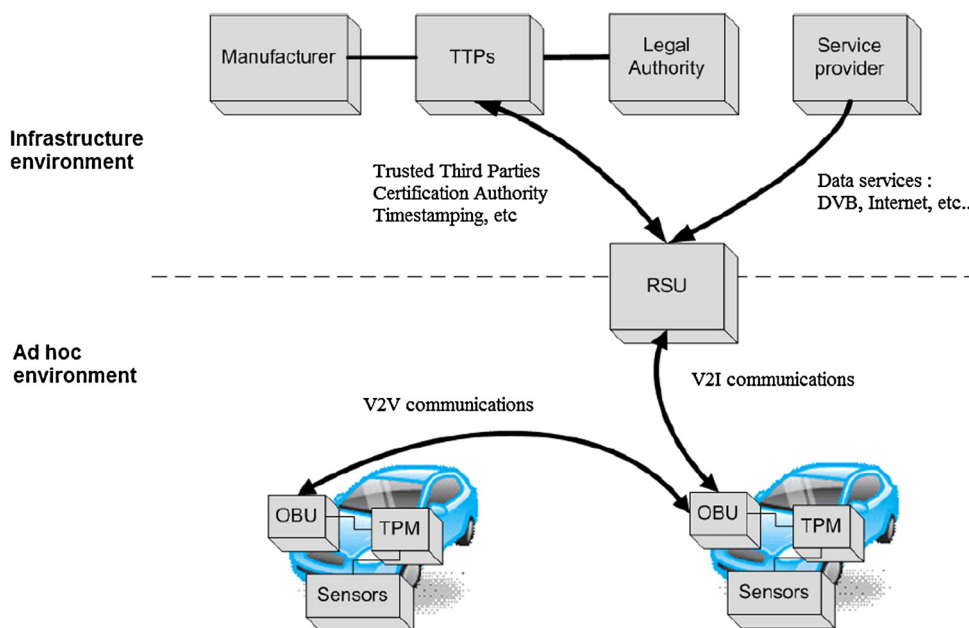 Manufacturer
TTPs
Legal
Authority
Service
provider
Infrastructure
environment
Trusted Third Parties
Certification Authority
Timestamping, etc
Data services :
DVB, Internet, etc..
RSU
Ad hoc
environment
V2I communications
V2V communications
OBU
TPM
Sensors
OBU
TPM
Sensors